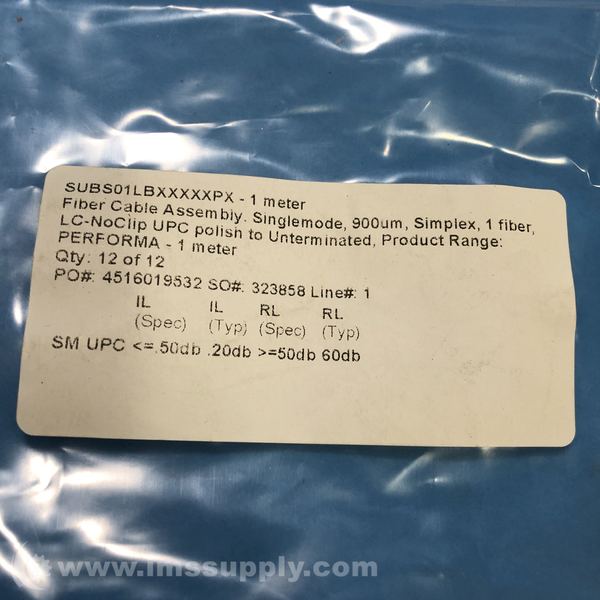 SUBS01LBXXXXXPX - 1 meter
Fiber Cable Assembly. Singlemode, 900um, Simplex, 1 fiber,
LC-NoClip UPC polish to Unterminated, Product Range:
PERFORMA - 1 meter
Qty: 12 of 12
PO#: 4516019532 SO#: 323858 Line#: 1
IL IL RL RL
(Spec) (Typ) (Spec) (Typ)
SM UPC <=.50db .20db >=50db 60db
www.imssupply.com